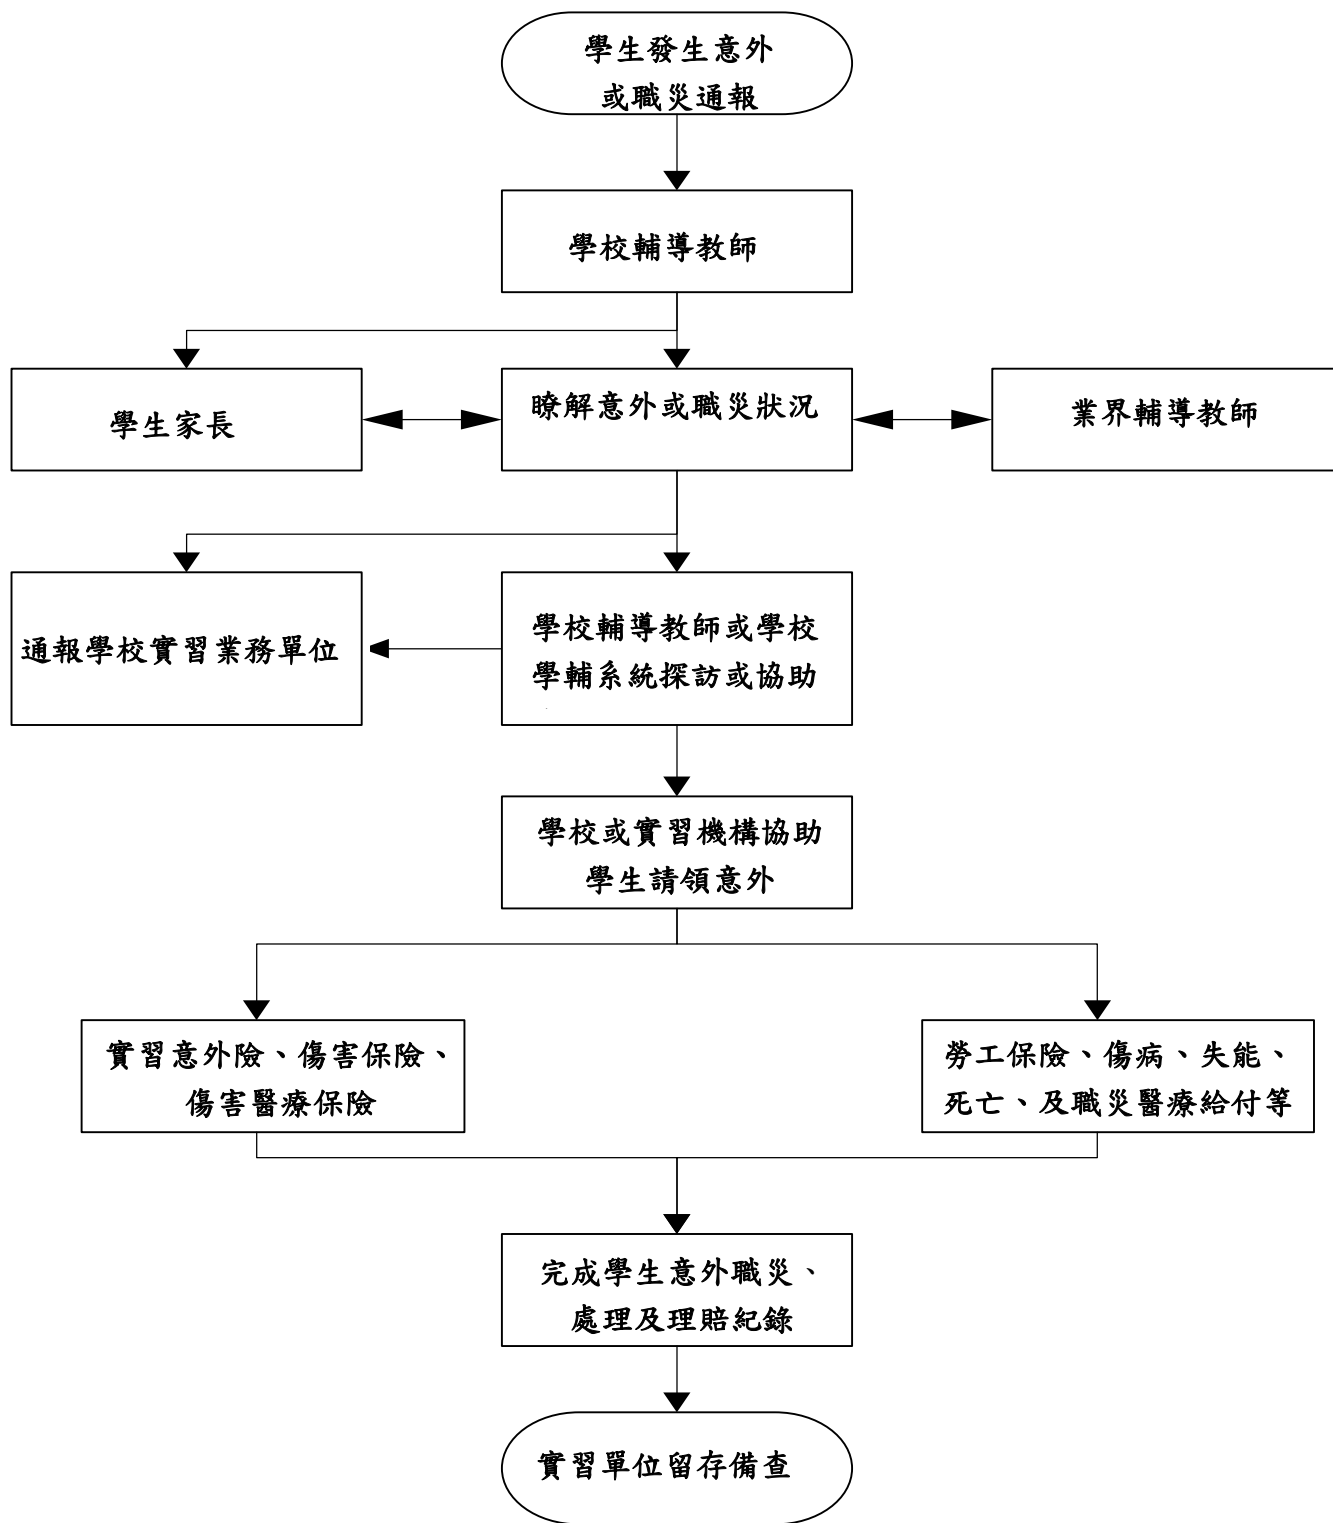 學生發生意外
或職災通報
學校輔導教師
學生家長
瞭解意外或職災狀況
業界輔導教師
通報學校實習業務單位
學校輔導教師或學校
學輔系統探訪或協助
學校或實習機構協助
學生請領意外
實習意外險、傷害保險、
傷害醫療保險
勞工保險、傷病、失能、
死亡、及職災醫療給付等
完成學生意外職災、
處理及理賠紀錄
實習單位留存備查